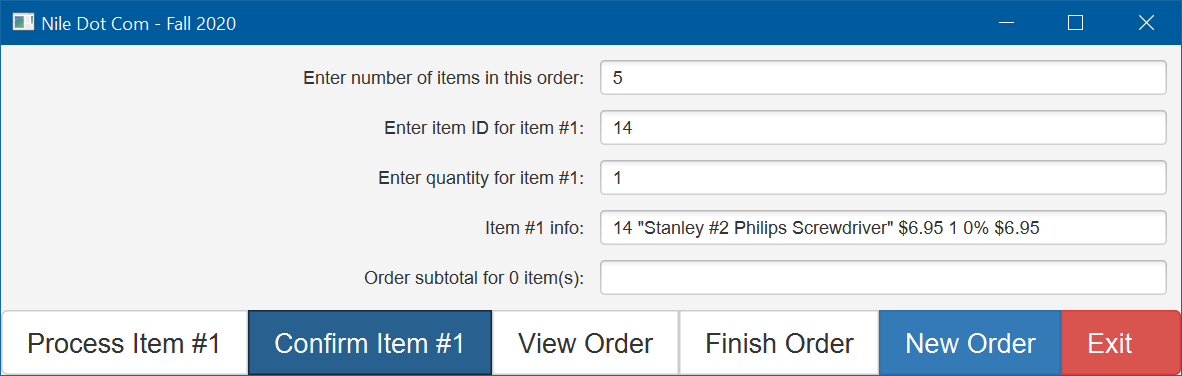 Nile Dot Com - Fall 2020
Enter number of items in this order: 5
Enter item ID for item #1: 14
Enter quantity for item #1: 1
Item #1 info: 14 "Stanley #2 Philips Screwdriver" $6.95 1 0% $6.95
Order subtotal for 0 item(s):
Process Item #1 Confirm Item #1 View Order Finish Order New Order Exit